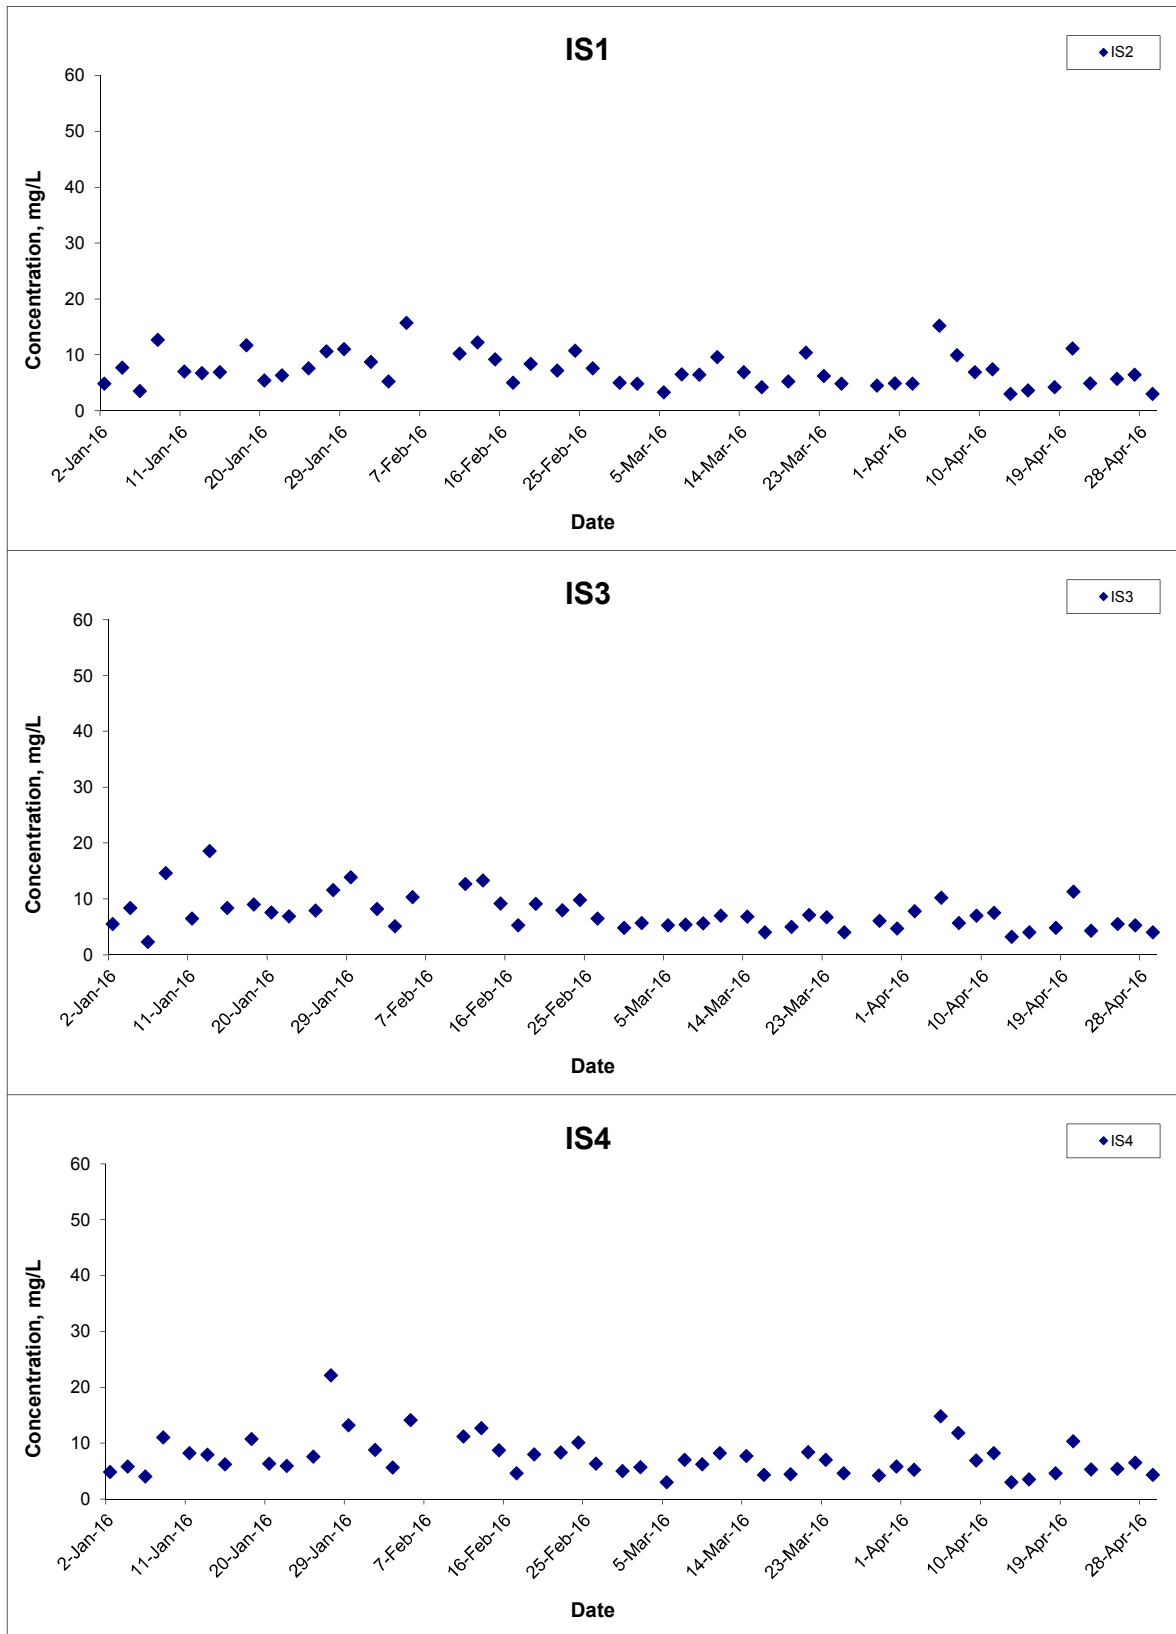 IS1
IS2
60
50
40
30
20
10
0
Concentration, mg/L
2-Jan-16
11-Jan-16
20-Jan-16
29-Jan-16
7-Feb-16
16-Feb-16
25-Feb-16
5-Mar-16
14-Mar-16
23-Mar-16
1-Apr-16
10-Apr-16
19-Apr-16
28-Apr-16
Date
IS3
IS3
60
50
40
30
20
10
0
Concentration, mg/L
2-Jan-16
11-Jan-16
20-Jan-16
29-Jan-16
7-Feb-16
16-Feb-16
25-Feb-16
5-Mar-16
14-Mar-16
23-Mar-16
1-Apr-16
10-Apr-16
19-Apr-16
28-Apr-16
Date
IS4
IS4
60
50
40
30
20
10
0
Concentration, mg/L
2-Jan-16
11-Jan-16
20-Jan-16
29-Jan-16
7-Feb-16
16-Feb-16
25-Feb-16
5-Mar-16
14-Mar-16
23-Mar-16
1-Apr-16
10-Apr-16
19-Apr-16
28-Apr-16
Date